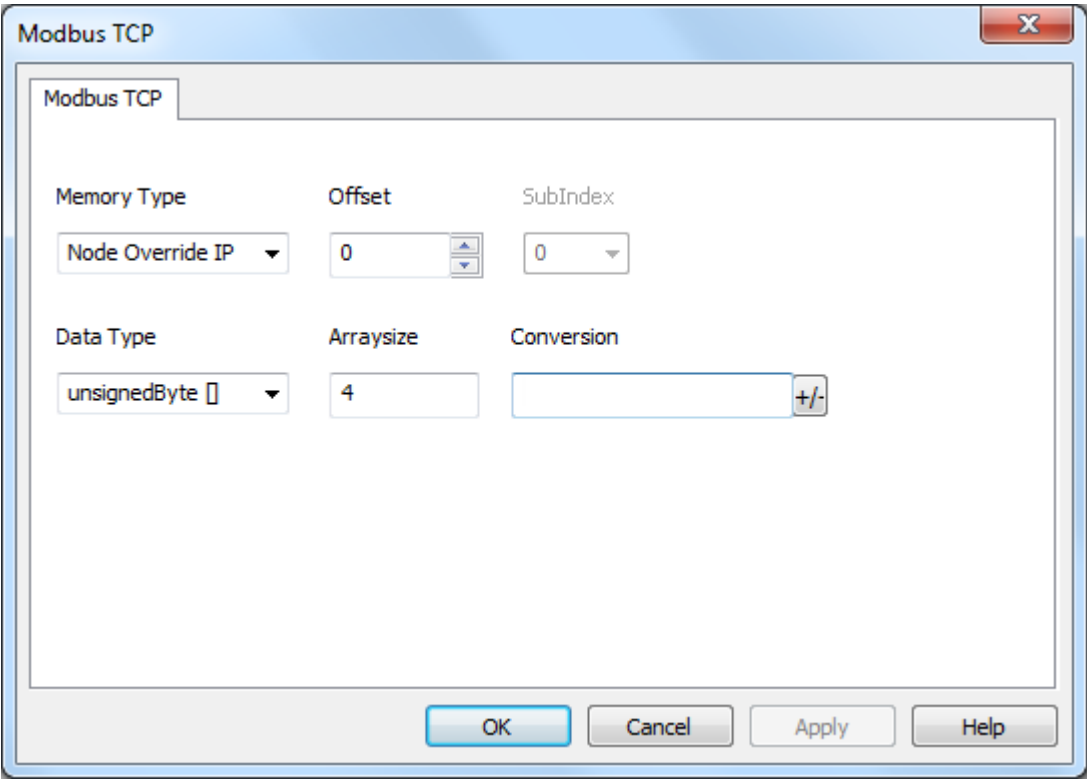 Modbus TCP
Modbus TCP
Memory Type Offset SubIndex
Node Override IP 0 0
Data Type Arraysize Conversion
unsignedByte [] 4 +/-
OK Cancel Apply Help